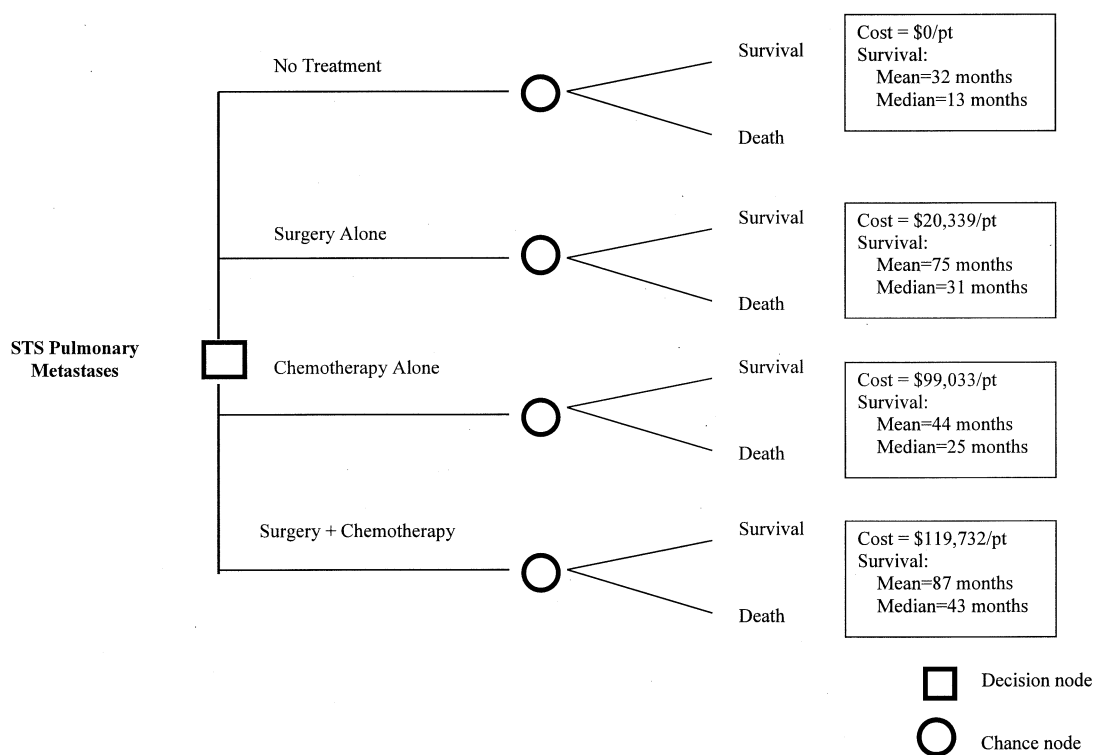 No Treatment
Survival
Death
Cost = $0/pt
Survival:
Mean=32 months
Median=13 months
Surgery Alone
Survival
Death
Cost = $20,339/pt
Survival:
Mean=75 months
Median=31 months
STS Pulmonary
Metastases
Chemotherapy Alone
Survival
Death
Cost = $99,033/pt
Survival:
Mean=44 months
Median=25 months
Surgery + Chemotherapy
Survival
Death
Cost = $119,732/pt
Survival:
Mean=87 months
Median=43 months
Decision node
Chance node